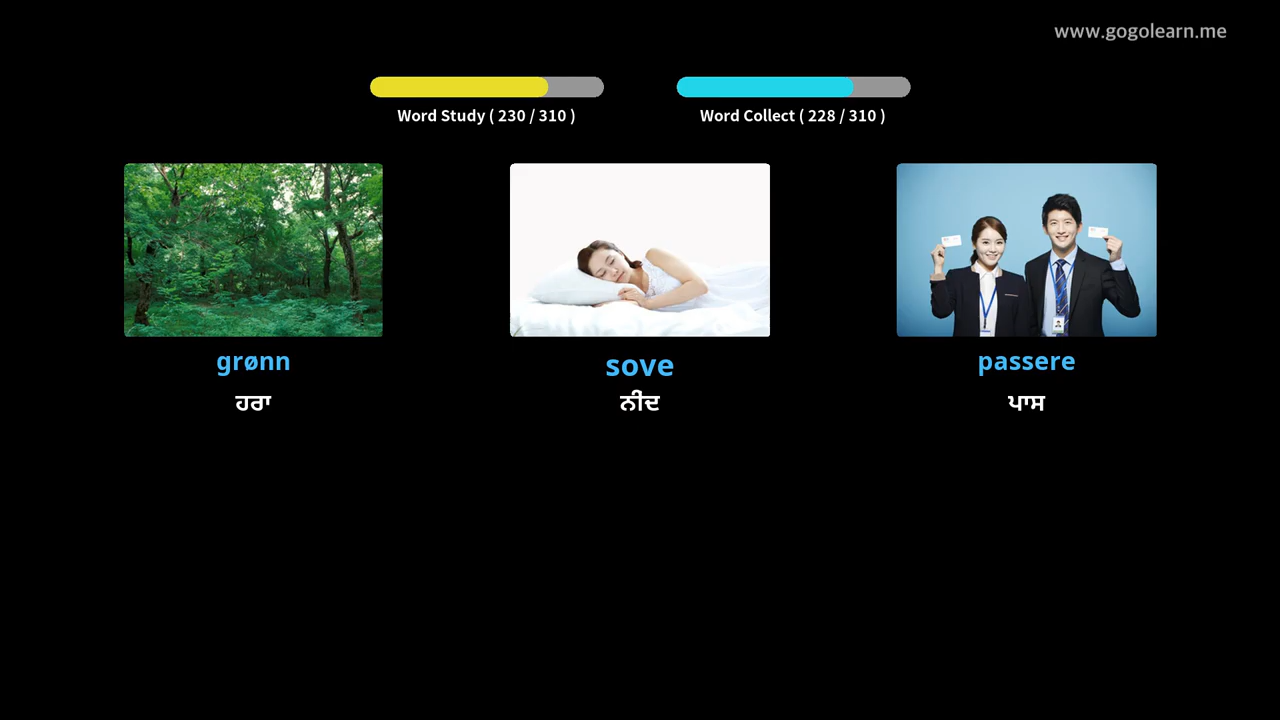 www.gogolearn.me
Word Study ( 230 / 310 )
Word Collect ( 228 / 310 )
grønn
sove
passere
ਹਰਾ
ਨੀਂਦ
ਪਾਸ